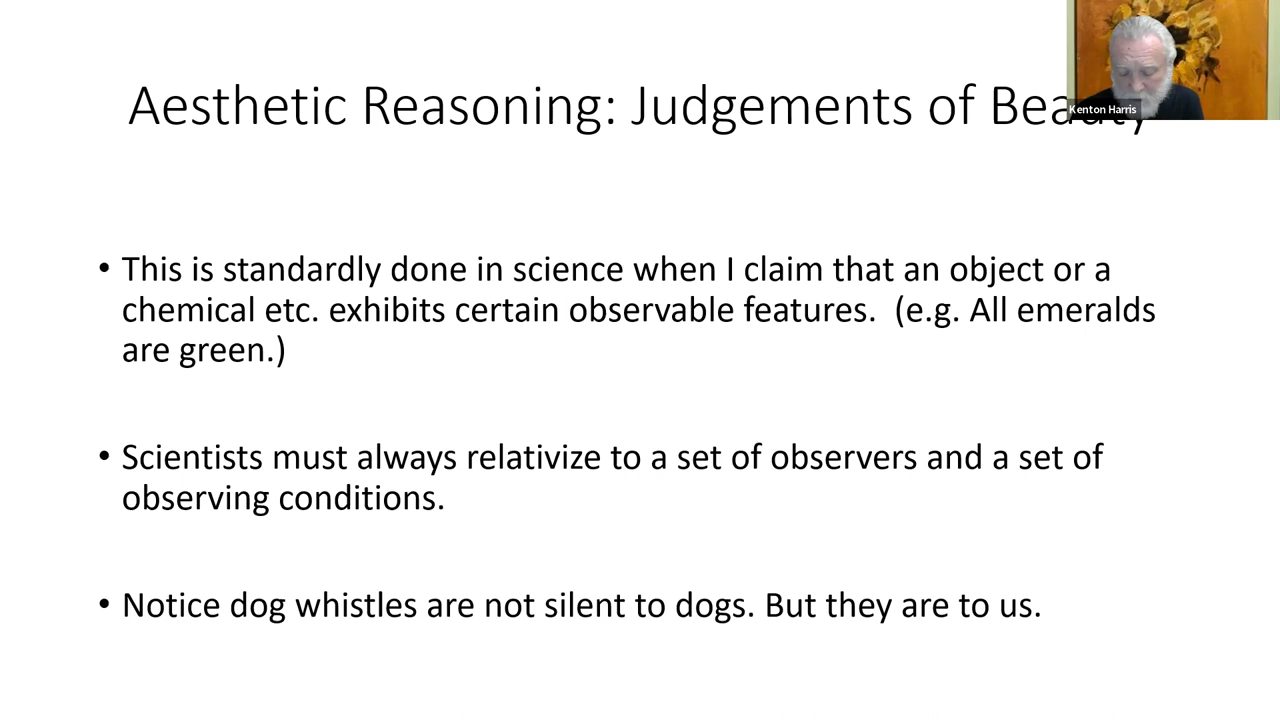 Aesthetic Reasoning: Judgements of Beauty
Kenton Harris
• This is standardly done in science when I claim that an object or a
chemical etc. exhibits certain observable features.  (e.g. All emeralds
are green.)
• Scientists must always relativize to a set of observers and a set of
observing conditions.
• Notice dog whistles are not silent to dogs. But they are to us.